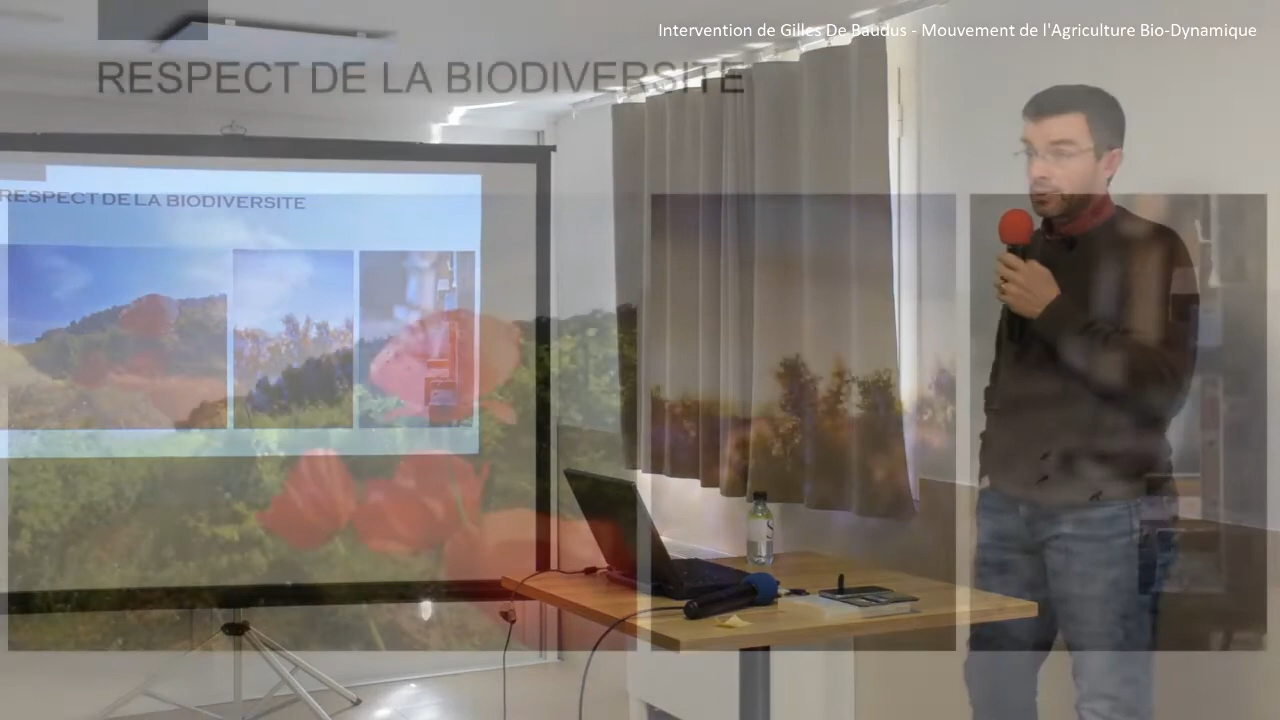 Intervention de Gilles De Baudus - Mouvement de l'Agriculture Bio-Dynamique
RESPECT DE LA BIODIVERSITE
RESPECT DE LA BIODIVERSITE